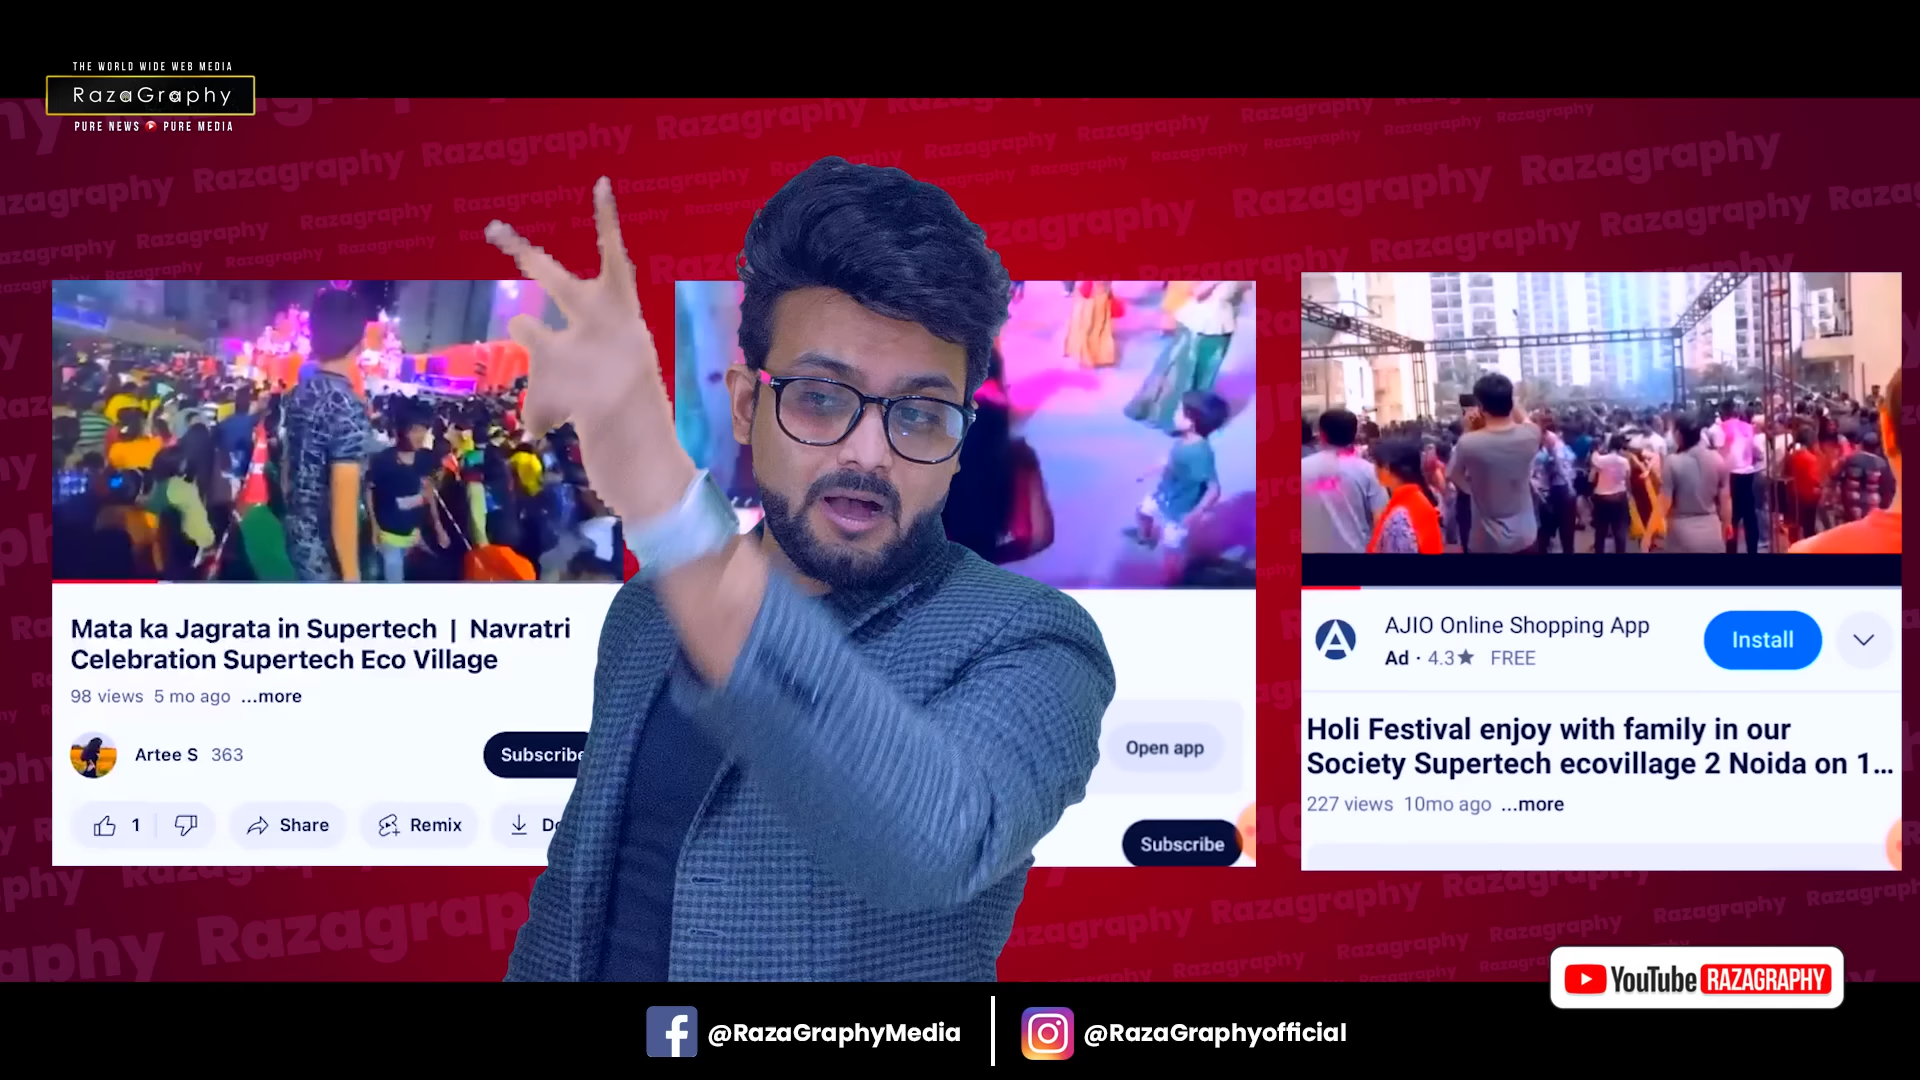 THE WORLD WIDE WEB MEDIA
RazaGraphy
PURE NEWS PURE MEDIA
Mata ka Jagrata in Supertech | Navratri
Celebration Supertech Eco Village
98 views 5 mo ago ...more
Artee S 363
Subscribe
1
Share
Remix
Open app
Subscribe
AJIO Online Shopping App
Ad · 4.3★ FREE
Install
Holi Festival enjoy with family in our
Society Supertech ecovillage 2 Noida on 1...
227 views 10mo ago ...more
Razagraphy
YouTube RAZAGRAPHY
@RazaGraphyMedia
@RazaGraphyofficial